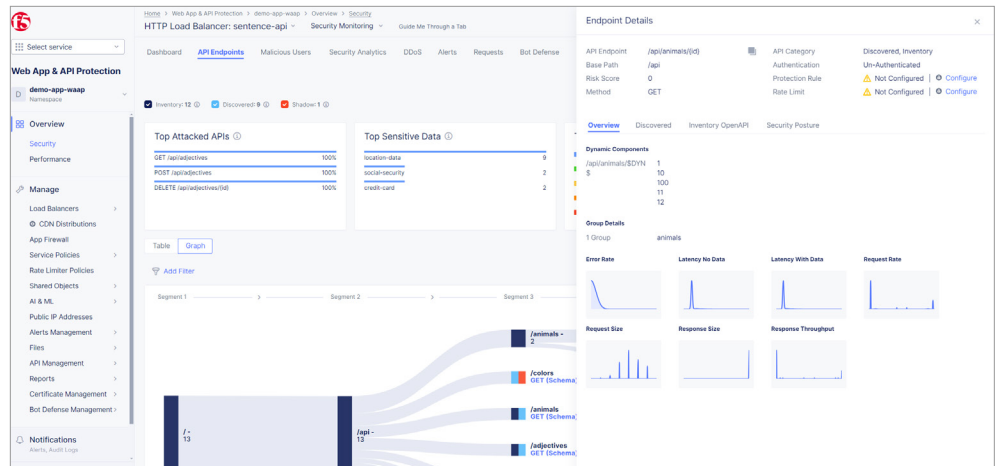 f5
Select service
Web App & API Protection
D
demo-app-waap
Namespace
Overview
Security
Performance
Manage
Load Balancers
CDN Distributions
App Firewall
Service Policies
Rate Limiter Policies
Shared Objects
AI & ML
Public IP Addresses
Alerts Management
Files
API Management
Reports
Certificate Management
Bot Defense Management
Notifications
Alerts, Audit Logs
Home > Web App & API Protection > demo-app-waap > Overview > Security
HTTP Load Balancer: sentence-api Security Monitoring Guide Me Through a Tab
Dashboard API Endpoints Malicious Users Security Analytics DDoS Alerts Requests Bot Defense
Inventory: 12 Discovered: 9 Shadow: 1
Top Attacked APIs
GET /api/adjectives 100%
POST /api/adjectives 100%
DELETE /api/adjectives/{id} 100%
Top Sensitive Data
location-data 9
social-security 2
credit-card 2
Table Graph
Add Filter
Segment 1 > Segment 2 > Segment 3
/ -
13
/api -
13
/animals -
2
/colors
GET (Schema
/animals
GET (Schema
/adjectives
GET (Schema
Endpoint Details
API Endpoint /api/animals/{id} API Category Discovered, Inventory
Base Path /api Authentication Un-Authenticated
Risk Score 0 Protection Rule Not Configured | Configure
Method GET Rate Limit Not Configured | Configure
Overview Discovered Inventory OpenAPI Security Posture
Dynamic Components
/api/animals/$DYN 1
$ 10
100
11
12
Group Details
1 Group animals
Error Rate Latency No Data Latency With Data Request Rate
Request Size Response Size Response Throughput